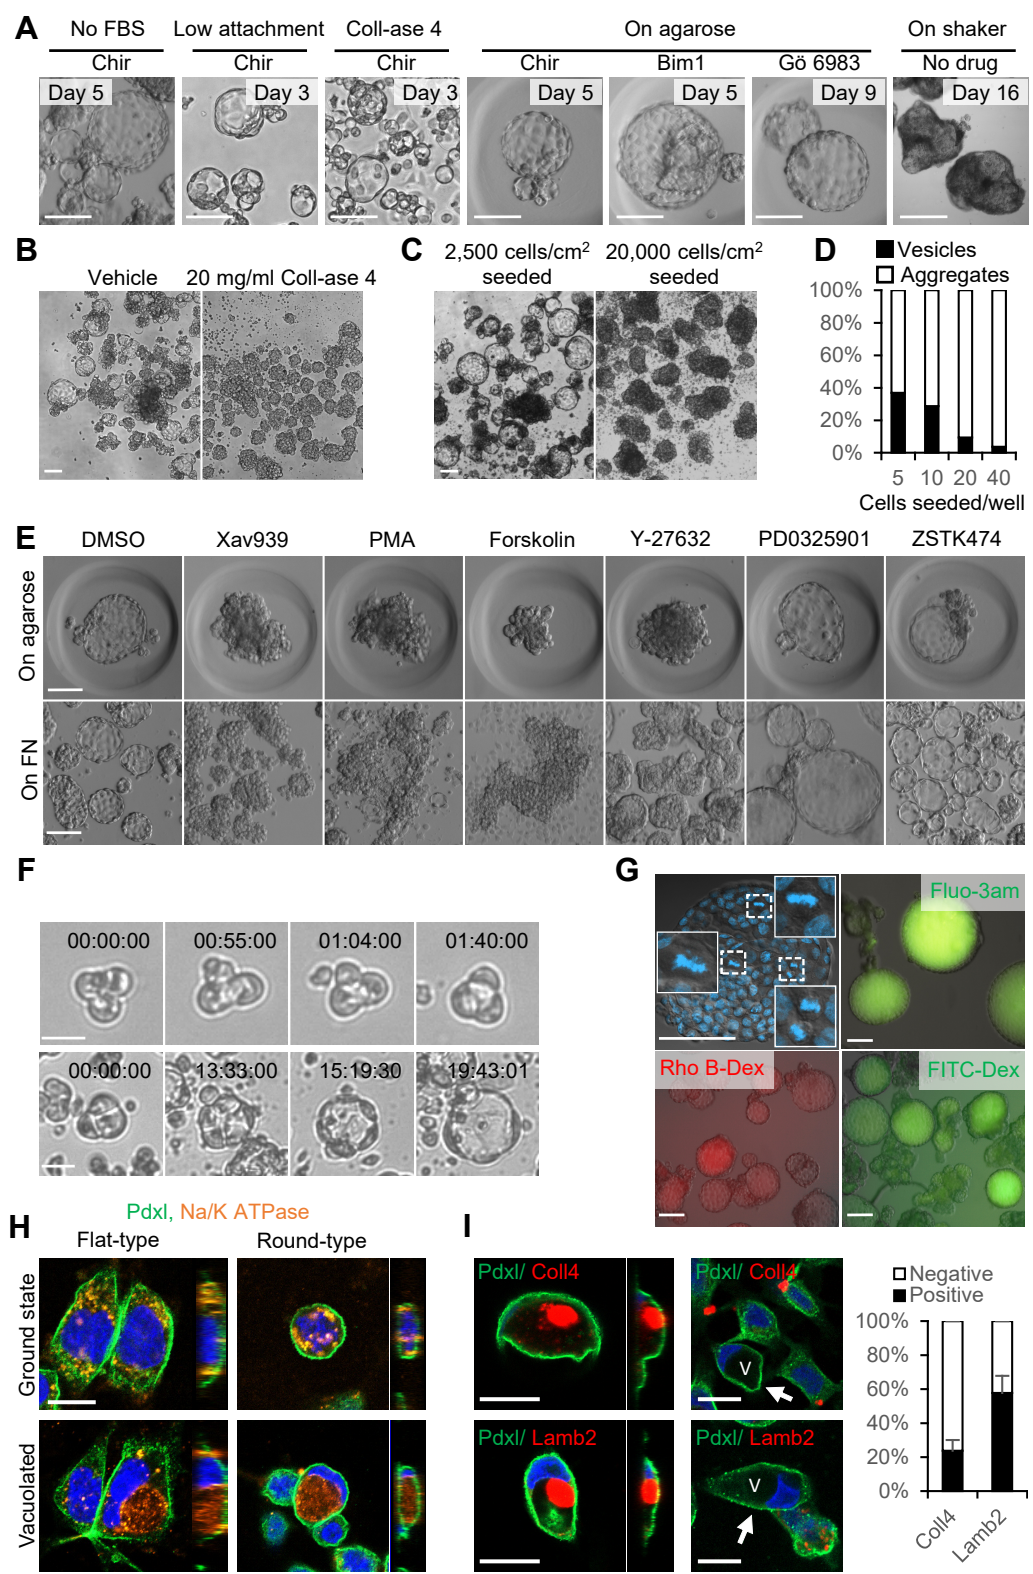 A
No FBS
Low attachment
Coll-ase 4
On agarose
On shaker
Chir
Chir
Chir
Chir
Bim1
Gö 6983
No drug
Day 5
Day 3
Day 3
Day 5
Day 5
Day 9
Day 16
B
Vehicle
20 mg/ml Coll-ase 4
C
2,500 cells/cm2
seeded
20,000 cells/cm2
seeded
D
Vesicles
Aggregates
100%
80%
60%
40%
20%
0%
5
10
20
40
Cells seeded/well
E
DMSO
Xav939
PMA
Forskolin
Y-27632
PD0325901
ZSTK474
On agarose
On FN
F
00:00:00
00:55:00
01:04:00
01:40:00
00:00:00
13:33:00
15:19:30
19:43:01
G
Fluo-3am
Rho B-Dex
FITC-Dex
H
Pdxl, Na/K ATPase
Flat-type
Round-type
Ground state
Vacuolated
I
Pdxl/ Coll4
Pdxl/ Coll4
V
Pdxl/ Lamb2
Pdxl/ Lamb2
V
Negative
Positive
100%
80%
60%
40%
20%
0%
Coll4
Lamb2